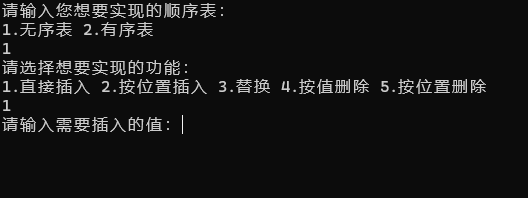 请输入您想要实现的顺序表:
1.无序表 2.有序表
1
请选择想要实现的功能:
1.直接插入 2.按位置插入 3.替换 4.按值删除 5.按位置删除
1
请输入需要插入的值: